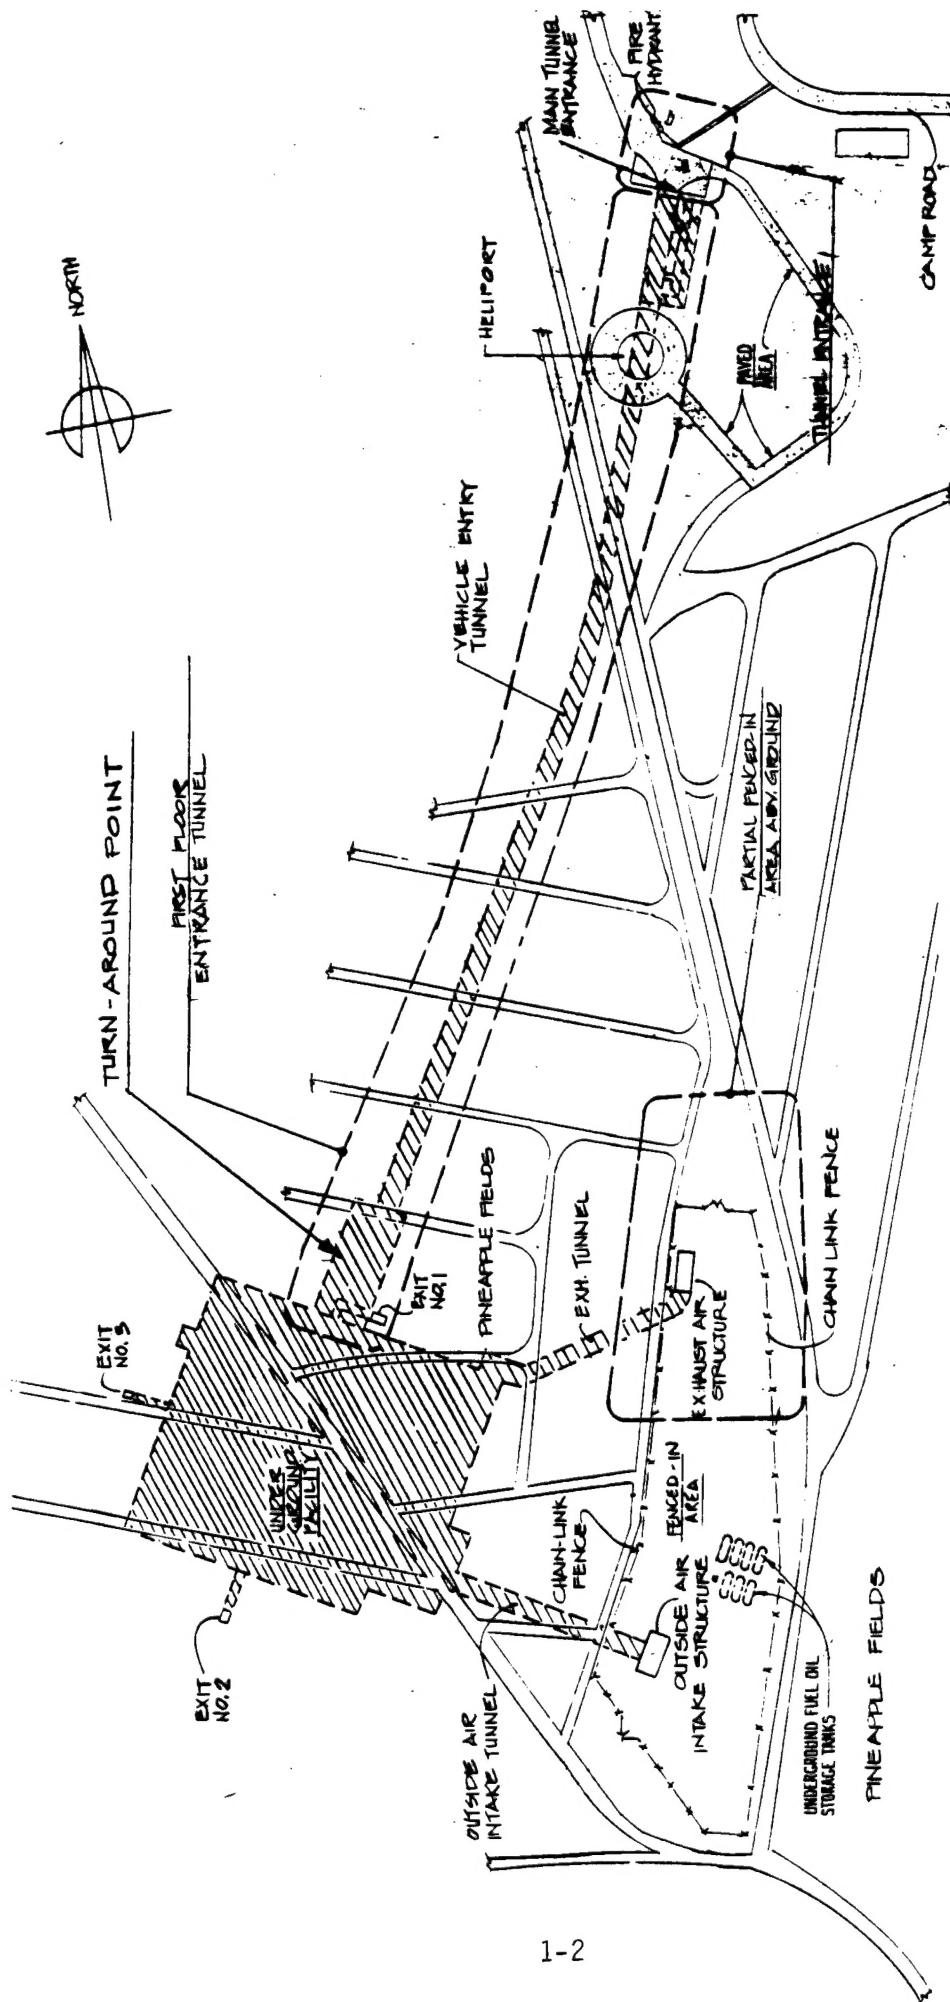 NORTH
TURN-AROUND POINT
FIRST FLOOR
ENTRANCE TUNNEL
VEHICLE ENTRY
TUNNEL
HELIPORT
MAIN TUNNEL
ENTRANCE
FIRE
HYDRANT
EXIT
NO. 3
EXIT
NO. 2
UNDER
GROUND
FACILITY
EXIT
NO. 1
PINEAPPLE FIELDS
EXH. TUNNEL
EXHAUST AIR
STRUCTURE
PARTIAL FENCED-IN
AREA ABV. GROUND
PAVED
AREA
TUNNEL ENTRANCE
CAMP ROAD
CHAIN LINK FENCE
CHAIN-LINK
FENCE
FENCED-IN
AREA
OUTSIDE AIR
INTAKE TUNNEL
OUTSIDE AIR
INTAKE STRUCTURE
UNDERGROUND FUEL OIL
STORAGE TANKS
PINEAPPLE FIELDS
1-2